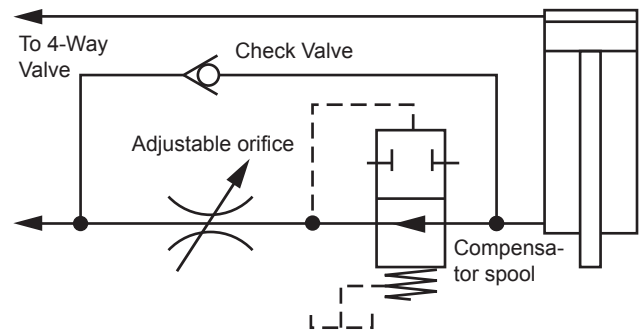 To 4-Way
Valve
Check Valve
Adjustable orifice
Compensa-
tor spool